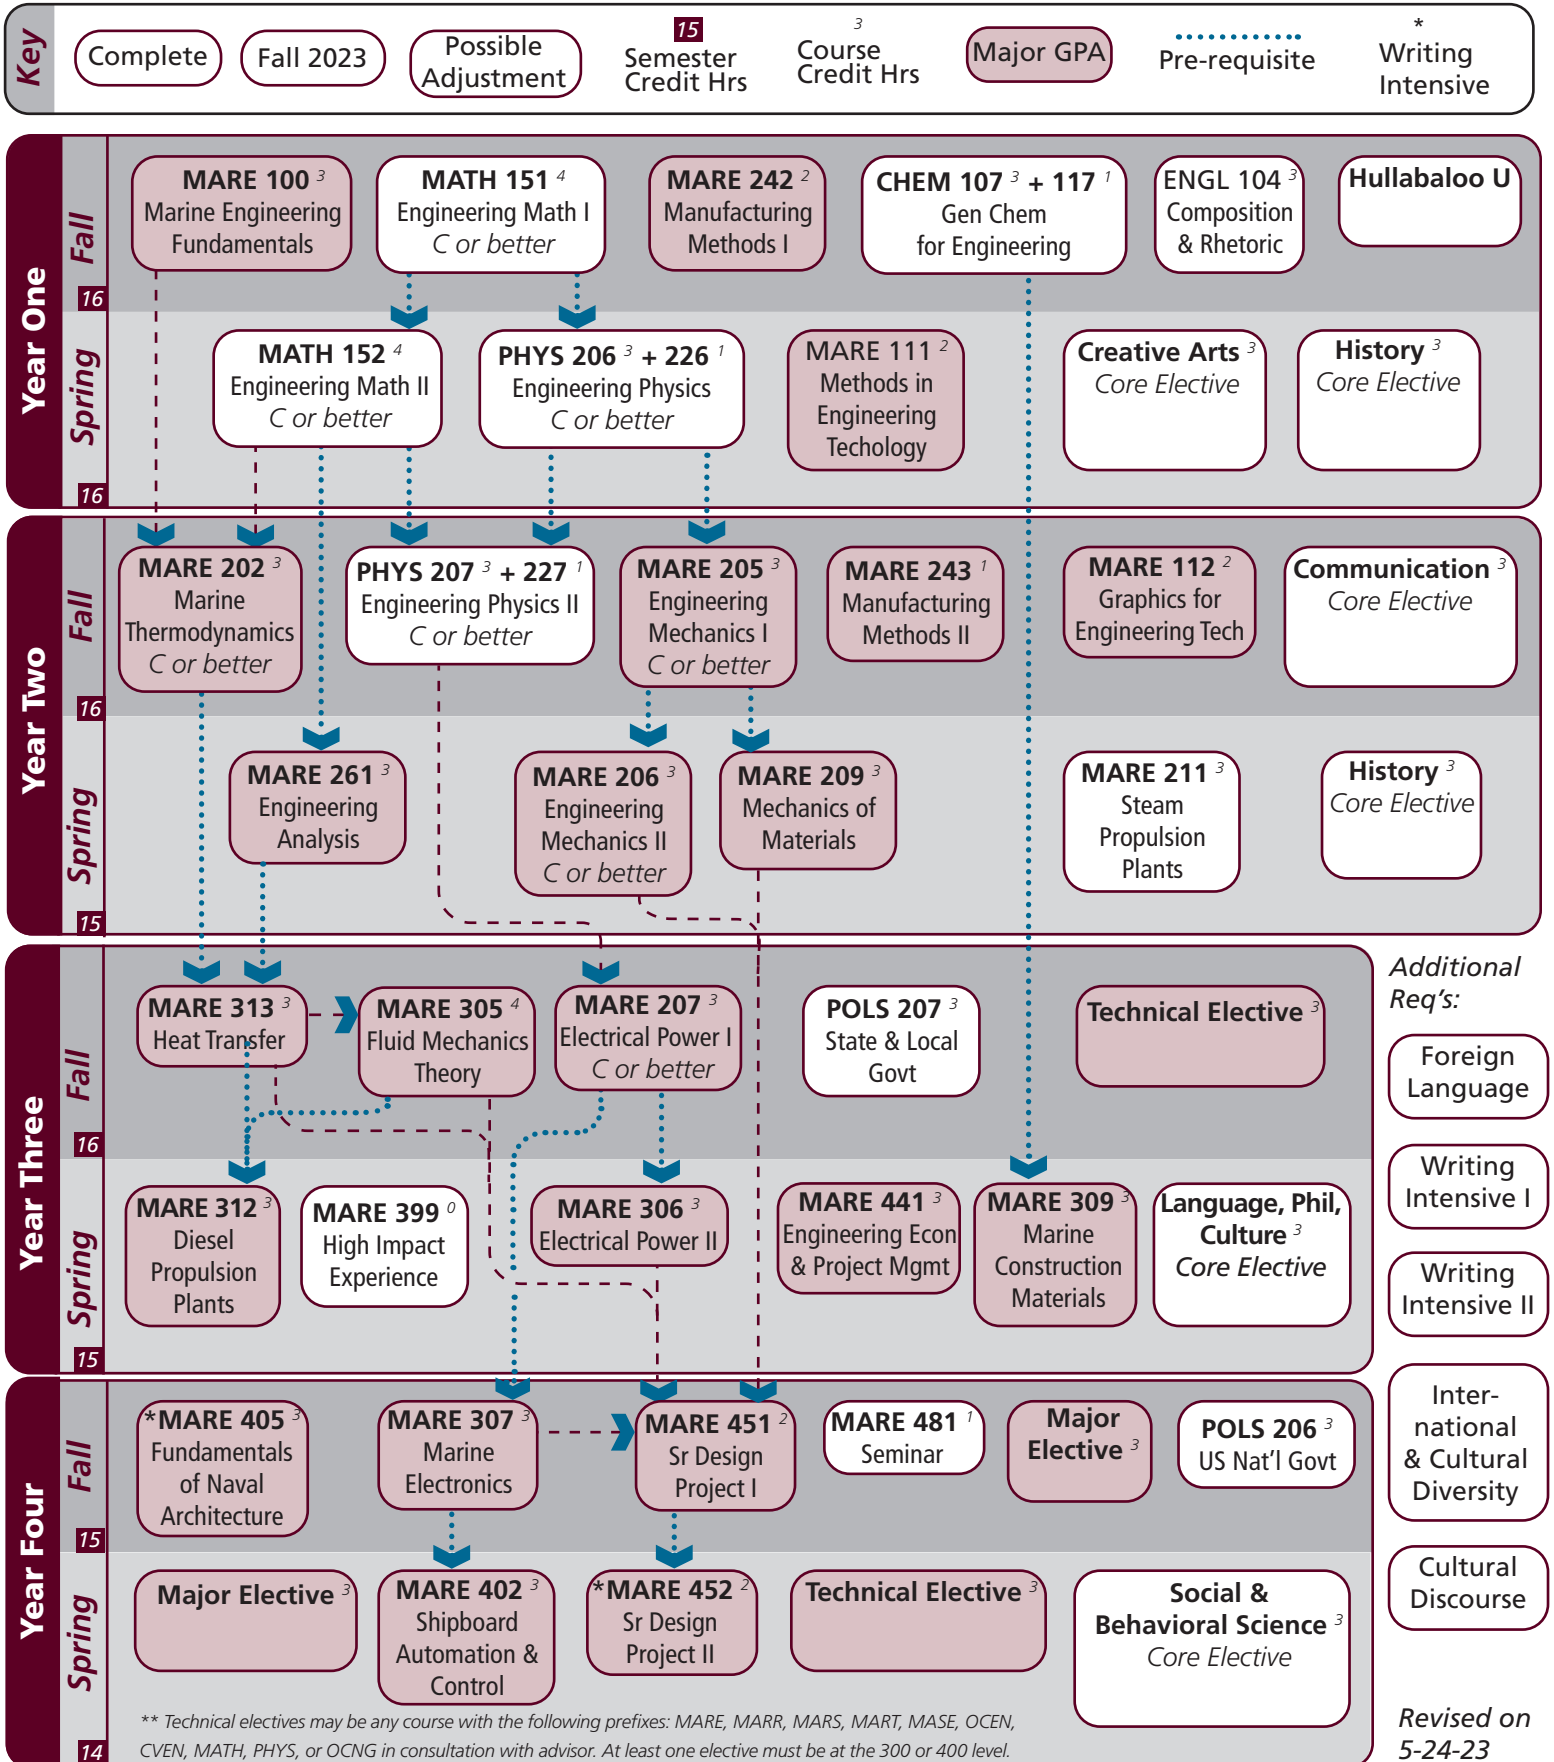 Key
Complete
Fall 2023
Possible
Adjustment
15
Semester
Credit Hrs
3
Course
Credit Hrs
Major GPA
Pre-requisite
*
Writing
Intensive
Year One
Fall
16
MARE 100 3
Marine Engineering
Fundamentals
MATH 151 4
Engineering Math I
C or better
MARE 242 2
Manufacturing
Methods I
CHEM 107 3 + 117 1
Gen Chem
for Engineering
ENGL 104 3
Composition
& Rhetoric
Hullabaloo U
Spring
16
MATH 152 4
Engineering Math II
C or better
PHYS 206 3 + 226 1
Engineering Physics
C or better
MARE 111 2
Methods in
Engineering
Techology
Creative Arts 3
Core Elective
History 3
Core Elective
Year Two
Fall
16
MARE 202 3
Marine
Thermodynamics
C or better
PHYS 207 3 + 227 1
Engineering Physics II
C or better
MARE 205 3
Engineering
Mechanics I
C or better
MARE 243 1
Manufacturing
Methods II
MARE 112 2
Graphics for
Engineering Tech
Communication 3
Core Elective
Spring
15
MARE 261 3
Engineering
Analysis
MARE 206 3
Engineering
Mechanics II
C or better
MARE 209 3
Mechanics of
Materials
MARE 211 3
Steam
Propulsion
Plants
History 3
Core Elective
Year Three
Fall
16
MARE 313 3
Heat Transfer
MARE 305 4
Fluid Mechanics
Theory
MARE 207 3
Electrical Power I
C or better
POLS 207 3
State & Local
Govt
Technical Elective 3
Spring
15
MARE 312 3
Diesel
Propulsion
Plants
MARE 399 0
High Impact
Experience
MARE 306 3
Electrical Power II
MARE 441 3
Engineering Econ
& Project Mgmt
MARE 309 3
Marine
Construction
Materials
Language, Phil,
Culture 3
Core Elective
Year Four
Fall
15
*MARE 405 3
Fundamentals
of Naval
Architecture
MARE 307 3
Marine
Electronics
MARE 451 2
Sr Design
Project I
MARE 481 1
Seminar
Major
Elective 3
POLS 206 3
US Nat'l Govt
Spring
14
Major Elective 3
MARE 402 3
Shipboard
Automation &
Control
*MARE 452 2
Sr Design
Project II
Technical Elective 3
Social &
Behavioral Science 3
Core Elective
** Technical electives may be any course with the following prefixes: MARE, MARR, MARS, MART, MASE, OCEN,
CVEN, MATH, PHYS, or OCNG in consultation with advisor. At least one elective must be at the 300 or 400 level.
Additional
Req's:
Foreign
Language
Writing
Intensive I
Writing
Intensive II
Inter-
national
& Cultural
Diversity
Cultural
Discourse
Revised on
5-24-23